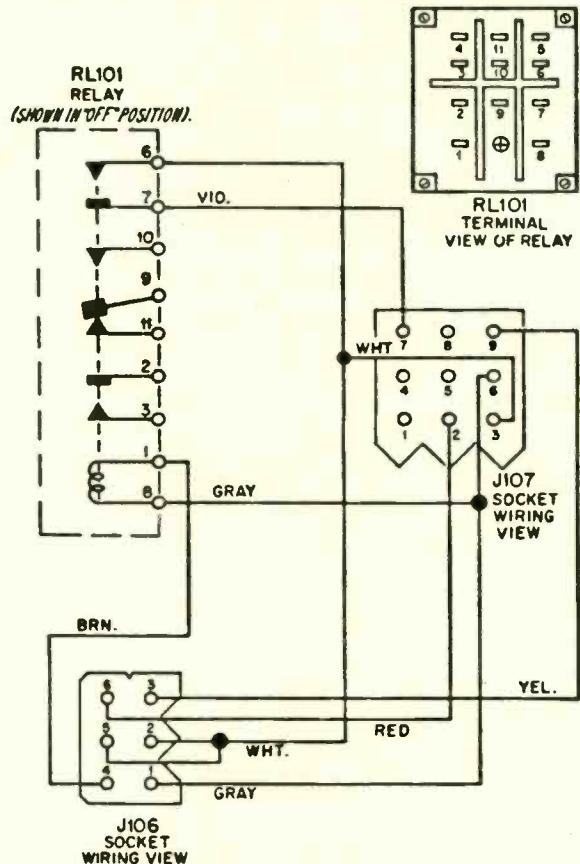 RL101
RELAY
(SHOWN IN "OFF" POSITION).
6
7
VIO.
10
9
11
2
3
1
8
GRAY
4 11 5
3 10 6
2 9 7
1 8
RL101
TERMINAL
VIEW OF RELAY
WHT
7 8 9
4 5 6
1 2 3
J107
SOCKET
WIRING
VIEW
BRN.
YEL.
RED
WHT.
GRAY
6 3
5 2
4 1
J106
SOCKET
WIRING VIEW